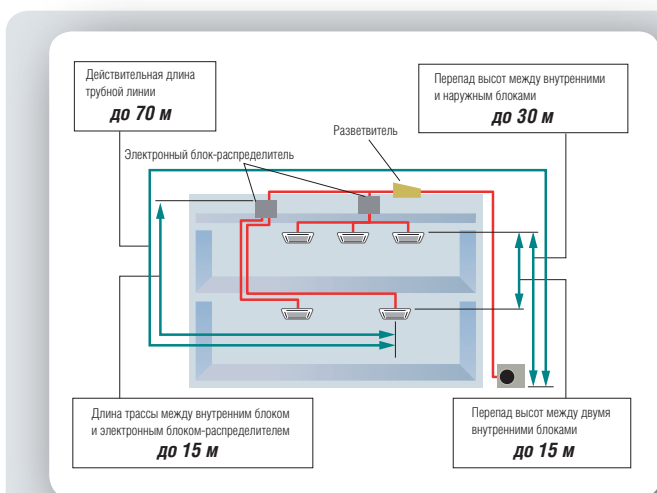 Действительная длина
трубной линии
до 70 м
Перепад высот между внутренними
и наружным блоками
до 30 м
Разветвитель
Электронный блок-распределитель
Длина трассы между внутренним блоком
и электронным блоком-распределителем
до 15 м
Перепад высот между двумя
внутренними блоками
до 15 м